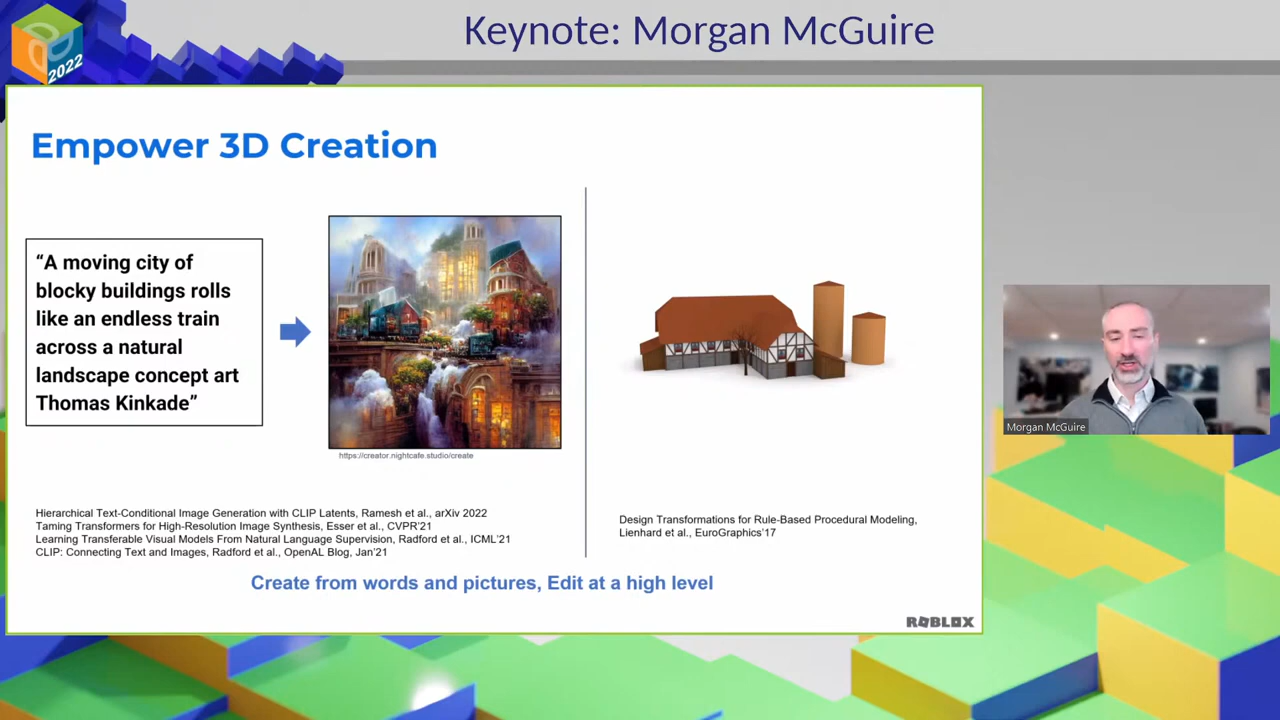 Keynote: Morgan McGuire
2022
Empower 3D Creation
“A moving city of
blocky buildings rolls
like an endless train
across a natural
landscape concept art
Thomas Kinkade”
https://creator.nightcafe.studio/create
Hierarchical Text-Conditional Image Generation with CLIP Latents, Ramesh et al., arXiv 2022
Taming Transformers for High-Resolution Image Synthesis, Esser et al., CVPR’21
Learning Transferable Visual Models From Natural Language Supervision, Radford et al., ICML’21
CLIP: Connecting Text and Images, Radford et al., OpenAL Blog, Jan’21
Design Transformations for Rule-Based Procedural Modeling,
Lienhard et al., EuroGraphics’17
Create from words and pictures, Edit at a high level
ROBLOX
Morgan McGuire